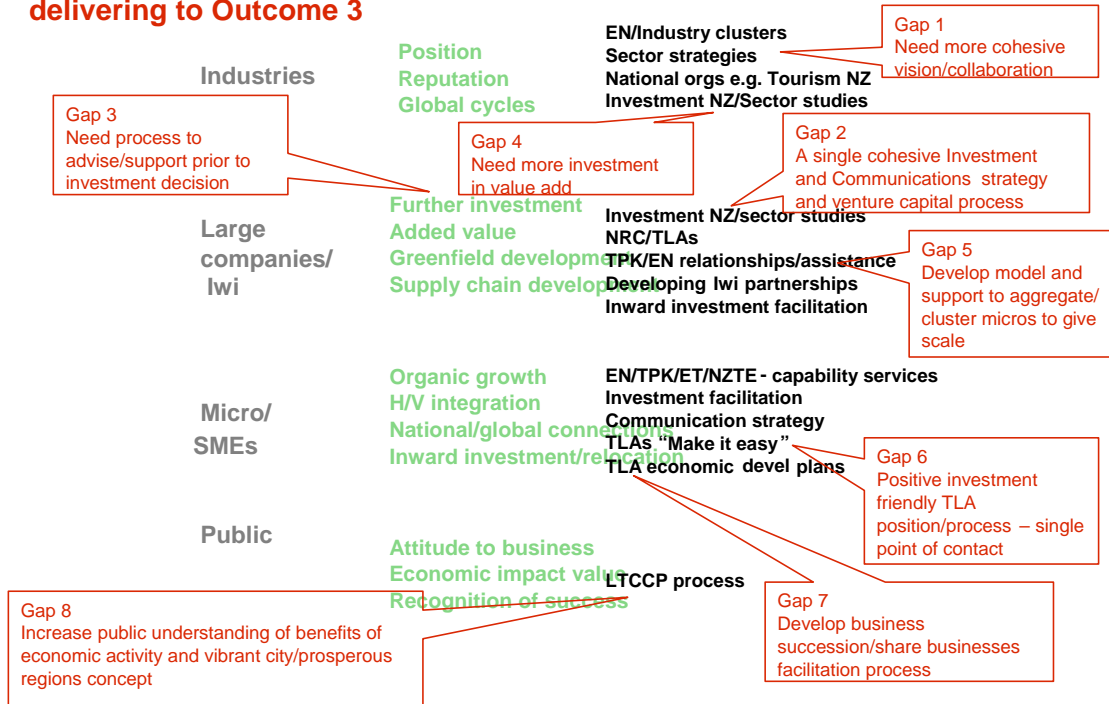 delivering to Outcome 3
Industries
Position
Reputation
Global cycles
EN/Industry clusters
Sector strategies
National orgs e.g. Tourism NZ
Investment NZ/Sector studies
Gap 1
Need more cohesive
vision/collaboration
Gap 3
Need process to
advise/support prior to
investment decision
Gap 4
Need more investment
in value add
Gap 2
A single cohesive Investment
and Communications strategy
and venture capital process
Large
companies/
Iwi
Further investment
Added value
Greenfield development
Supply chain development
Investment NZ/sector studies
NRC/TLAs
TPK/EN relationships/assistance
Developing Iwi partnerships
Inward investment facilitation
Gap 5
Develop model and
support to aggregate/
cluster micros to give
scale
Micro/
SMEs
Organic growth
H/V integration
National/global connections
Inward investment/relocation
EN/TPK/ET/NZTE - capability services
Investment facilitation
Communication strategy
TLAs “Make it easy”
TLA economic devel plans
Gap 6
Positive investment
friendly TLA
position/process – single
point of contact
Public
Attitude to business
Economic impact value
Recognition of success
LTCCP process
Gap 7
Develop business
succession/share businesses
facilitation process
Gap 8
Increase public understanding of benefits of
economic activity and vibrant city/prosperous
regions concept